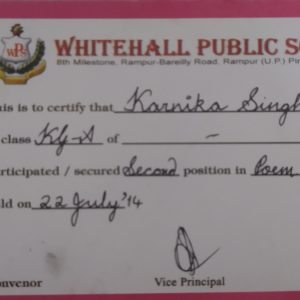 WPS
WHITEHALL PUBLIC SC
8th Milestone, Rampur-Bareilly Road, Rampur (U.P.) Pin
his is to certify that Karnika Singh
class KG-A of -
articipated / secured Second position in Poem
eld on 22 July '14
onvenor Vice Principal